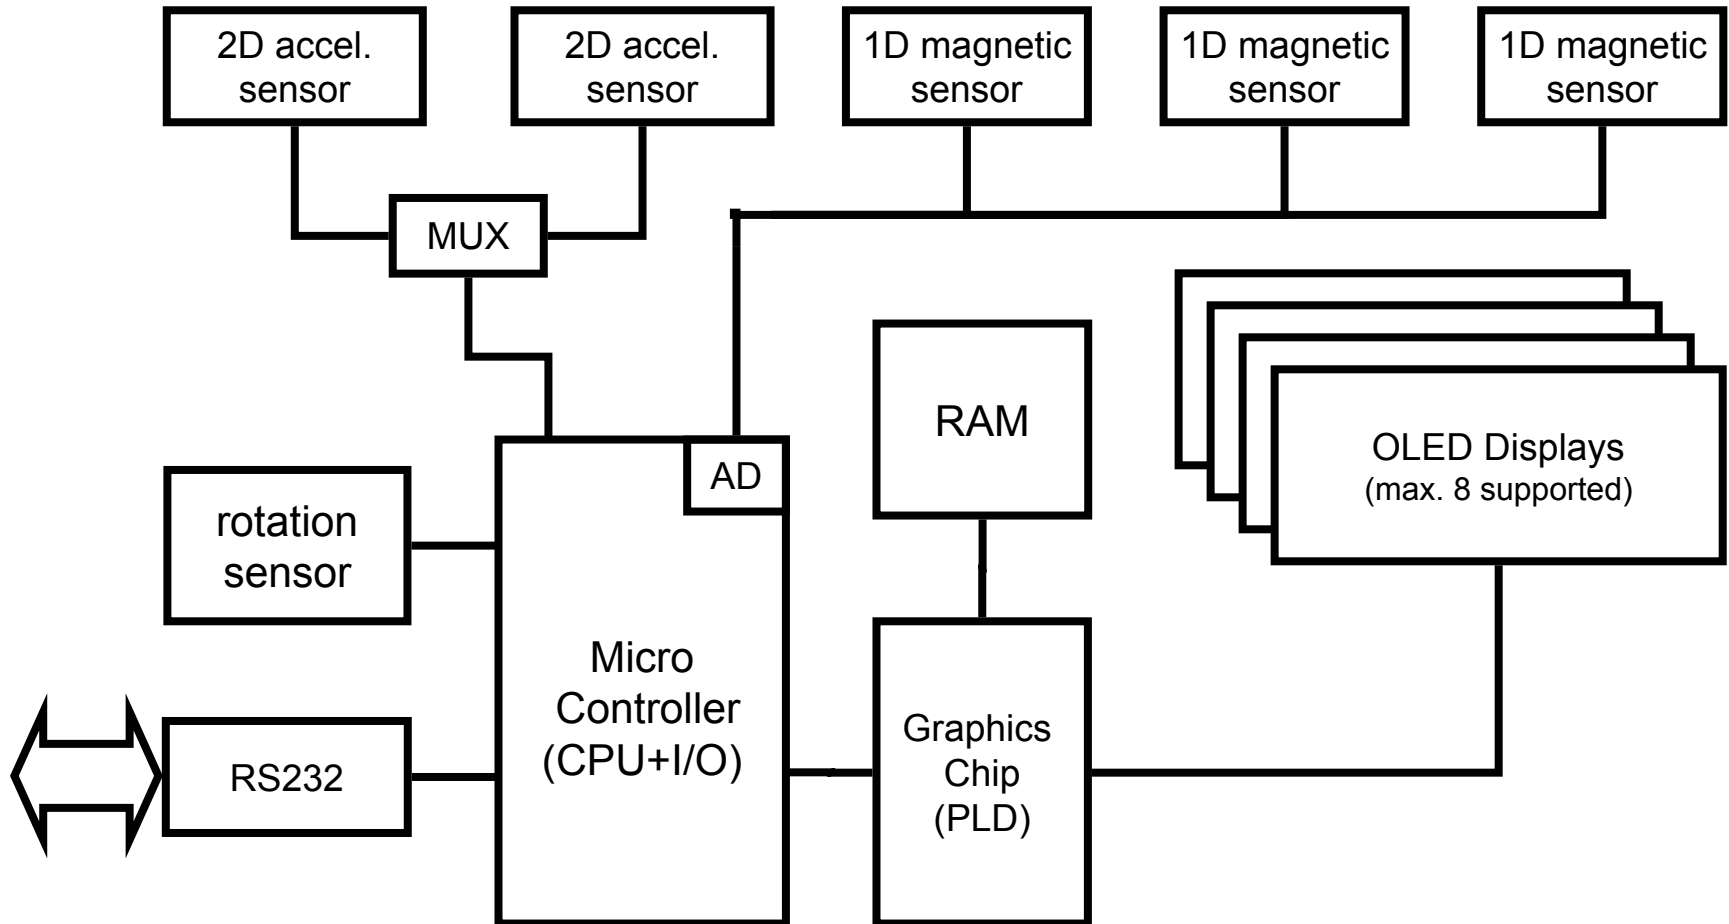 2D accel.
sensor
2D accel.
sensor
1D magnetic
sensor
1D magnetic
sensor
1D magnetic
sensor
MUX
RAM
OLED Displays
(max. 8 supported)
AD
rotation
sensor
Micro
Controller
(CPU+I/O)
Graphics
Chip
(PLD)
RS232